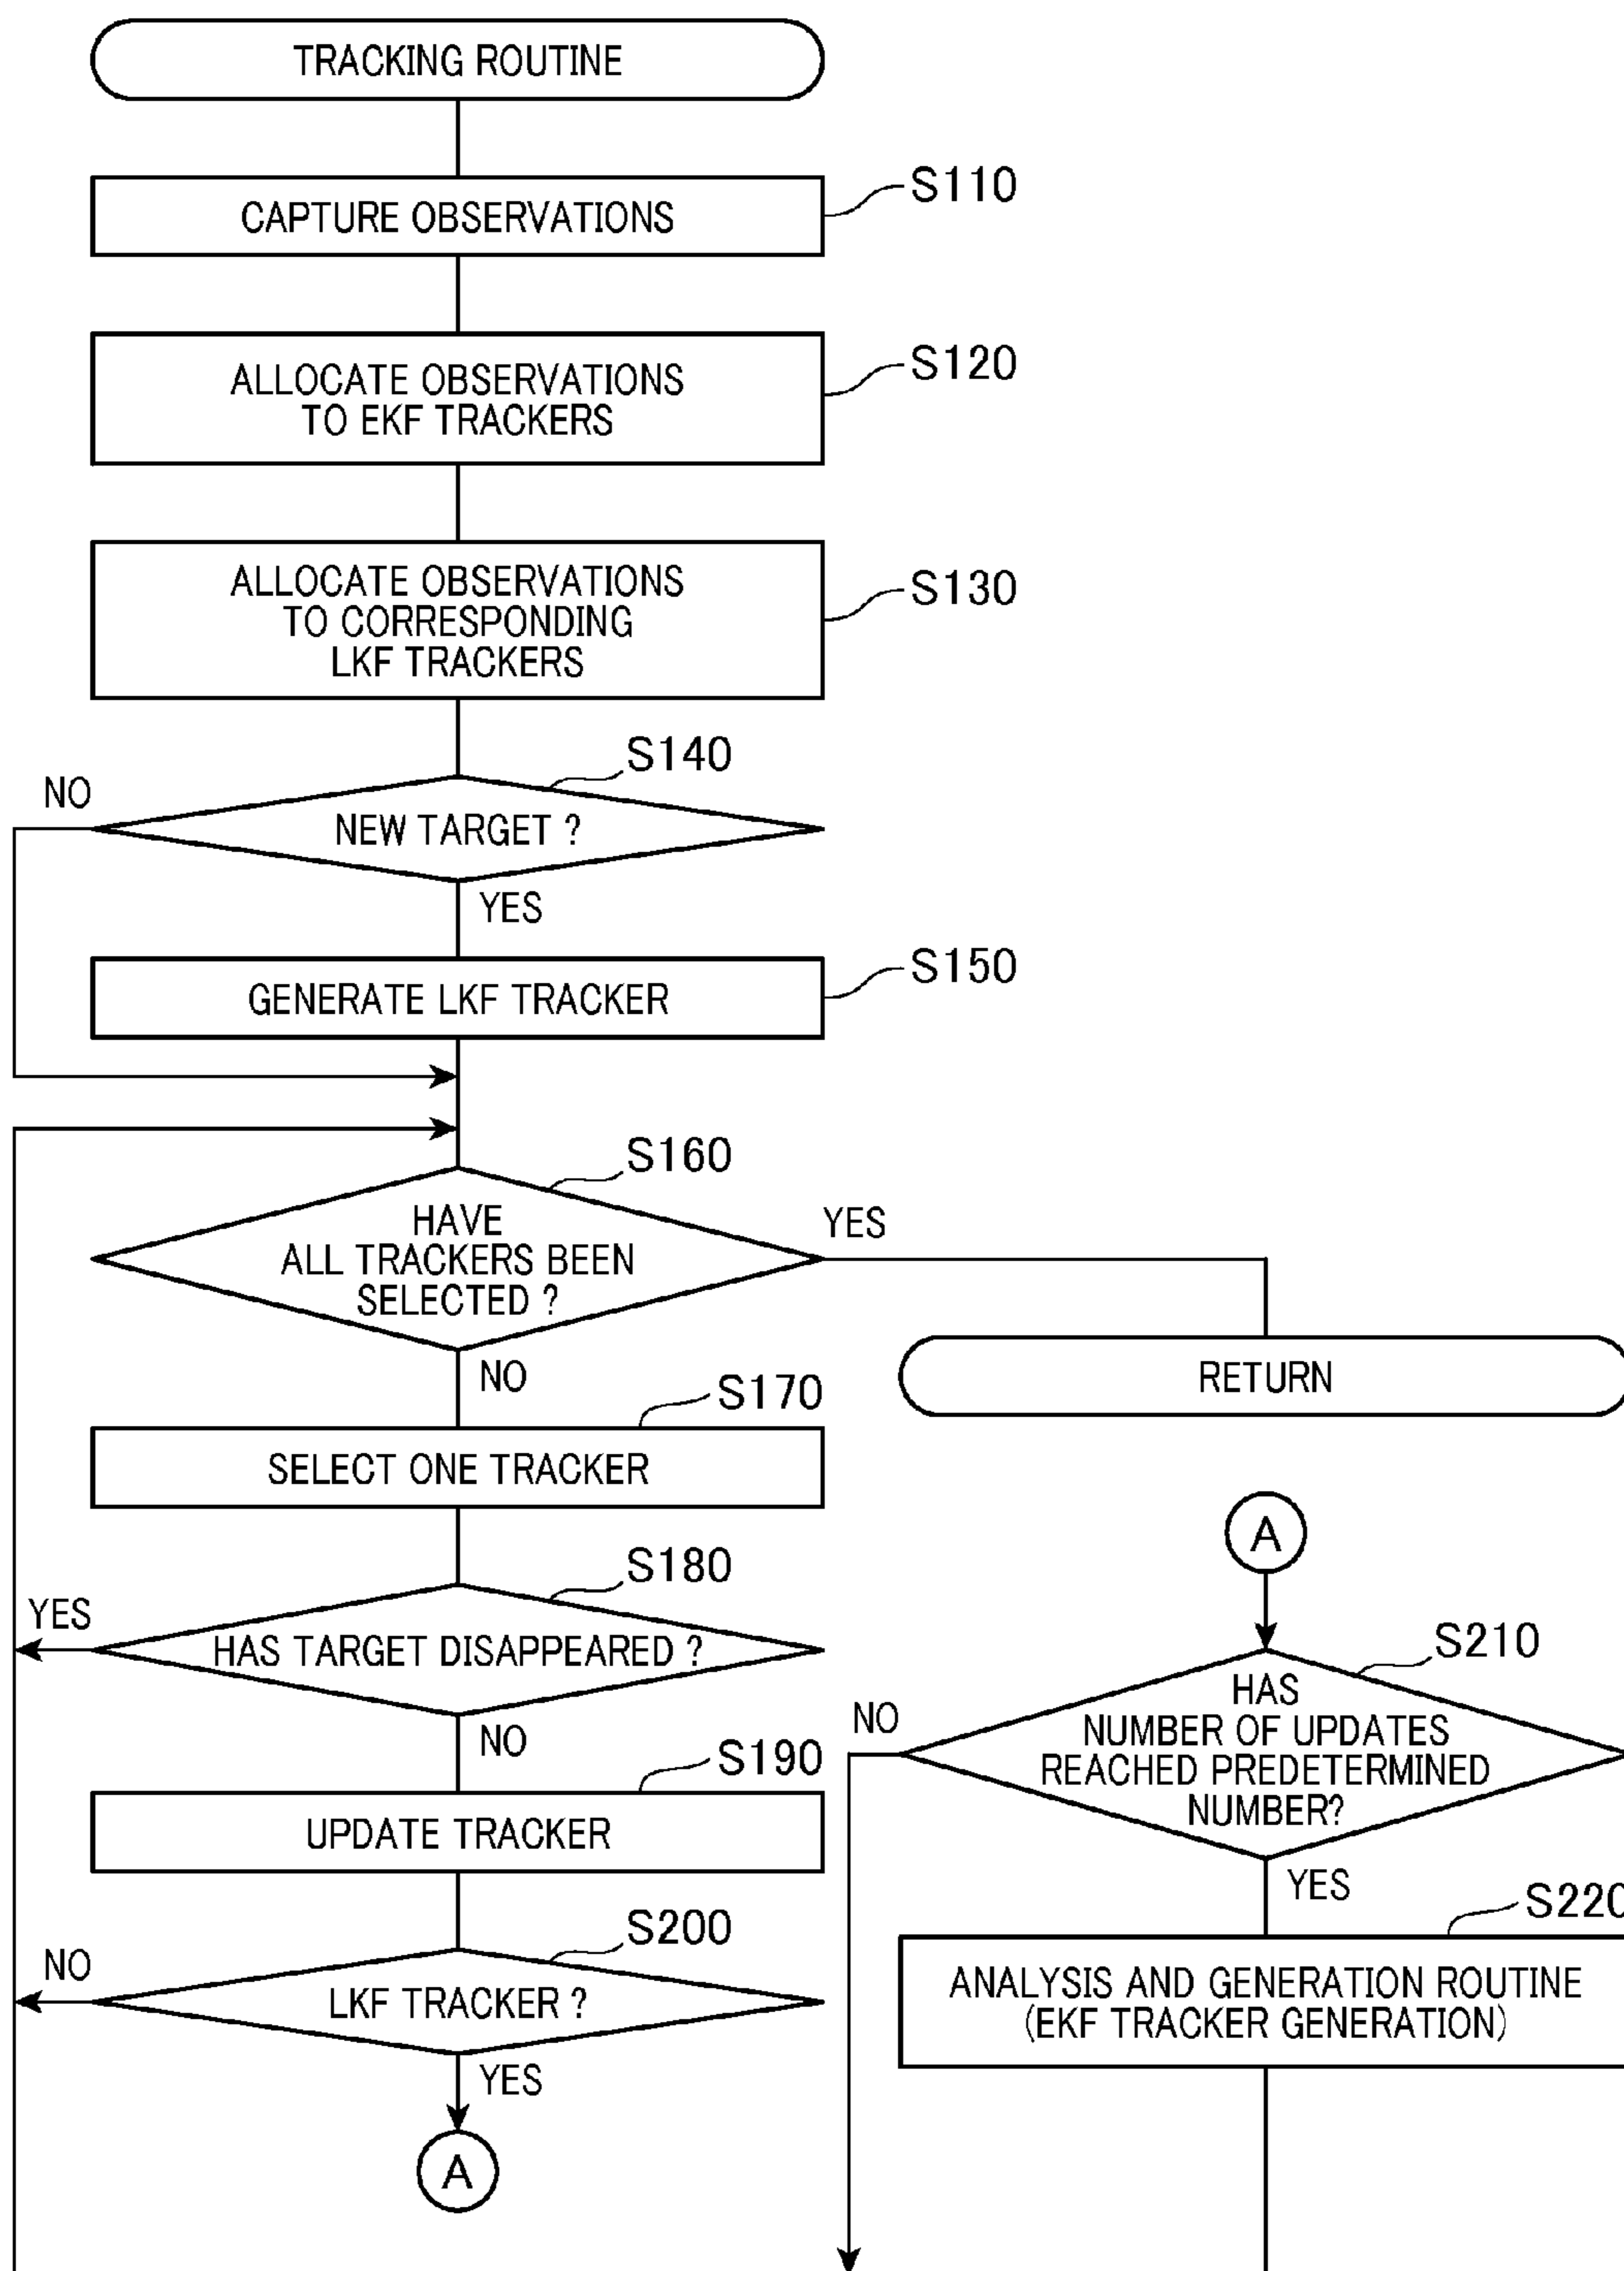 TRACKING ROUTINE
CAPTURE OBSERVATIONS
S110
ALLOCATE OBSERVATIONS
TO EKF TRACKERS
S120
ALLOCATE OBSERVATIONS
TO CORRESPONDING
LKF TRACKERS
S130
S140
NO
NEW TARGET ?
YES
GENERATE LKF TRACKER
S150
S160
HAVE
ALL TRACKERS BEEN
SELECTED ?
YES
NO
RETURN
S170
SELECT ONE TRACKER
S180
YES
HAS TARGET DISAPPEARED ?
NO
S190
UPDATE TRACKER
S200
NO
LKF TRACKER ?
YES
A
A
S210
HAS
NUMBER OF UPDATES
REACHED PREDETERMINED
NUMBER?
NO
YES
S220
ANALYSIS AND GENERATION ROUTINE
(EKF TRACKER GENERATION)